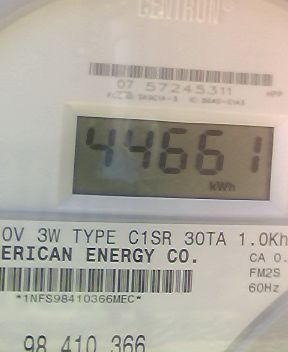 CENTRON
07 57245311
44661
kWh
0V 3W TYPE C1SR 30TA 1.0Kh
ERICAN ENERGY CO.
CA 0.
FM2S
*1NFS98410366MEC*
60Hz
98 410 366